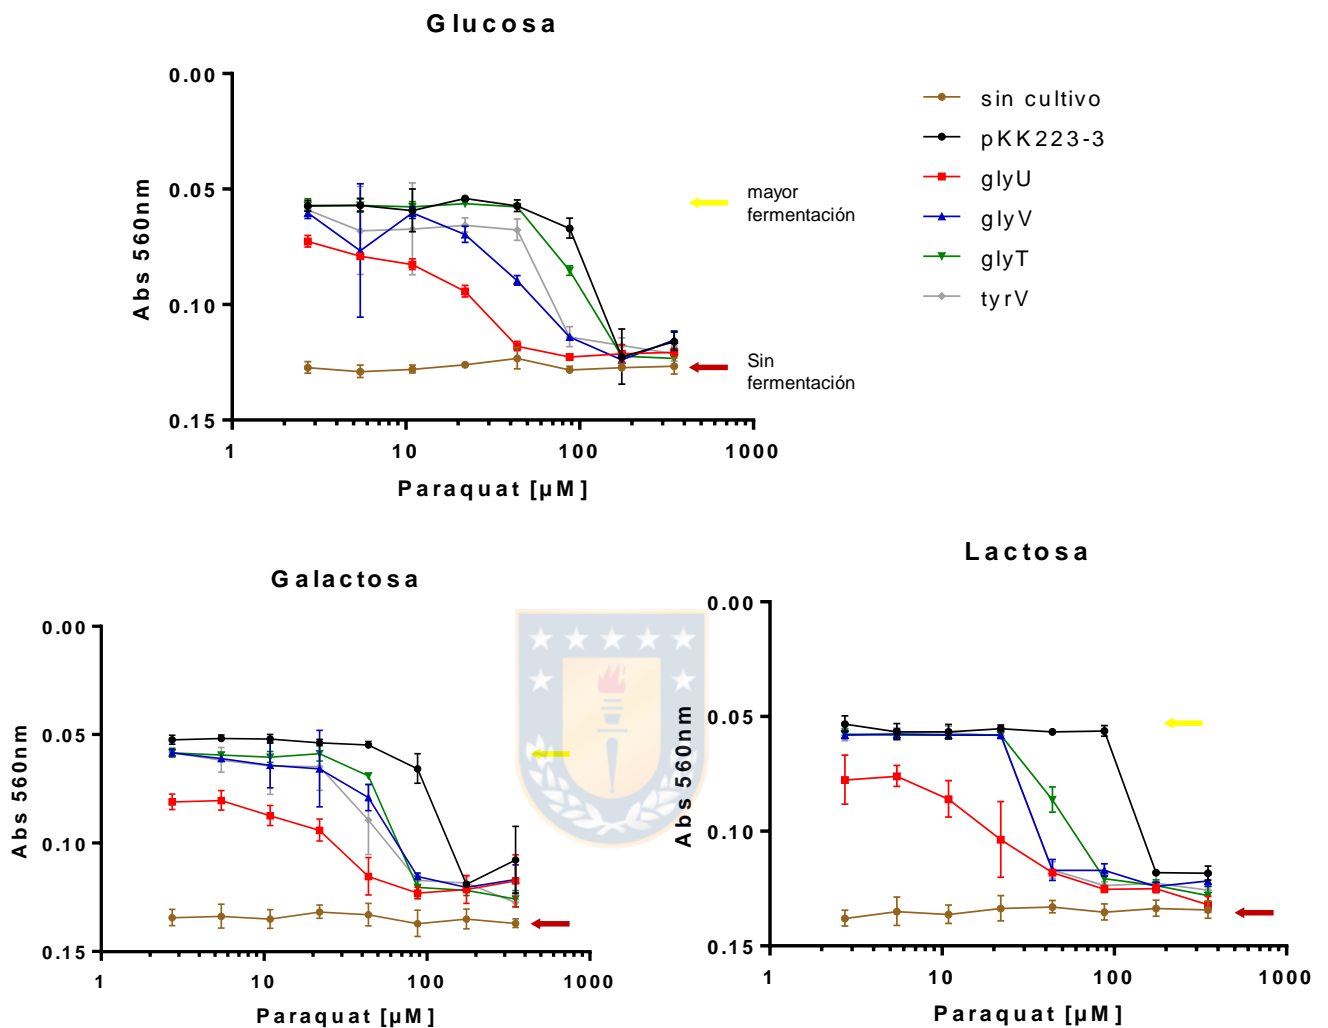 Glucosa
0.00
0.05
0.10
0.15
Abs 560nm
1
10
100
1000
Paraquat [µM]
mayor
fermentación
Sin
fermentación
sin cultivo
pKK223-3
glyU
glyV
glyT
tyrV
Galactosa
0.00
0.05
0.10
0.15
Abs 560nm
1
10
100
1000
Paraquat [µM]
Lactosa
0.00
0.05
0.10
0.15
Abs 560nm
1
10
100
1000
Paraquat [µM]